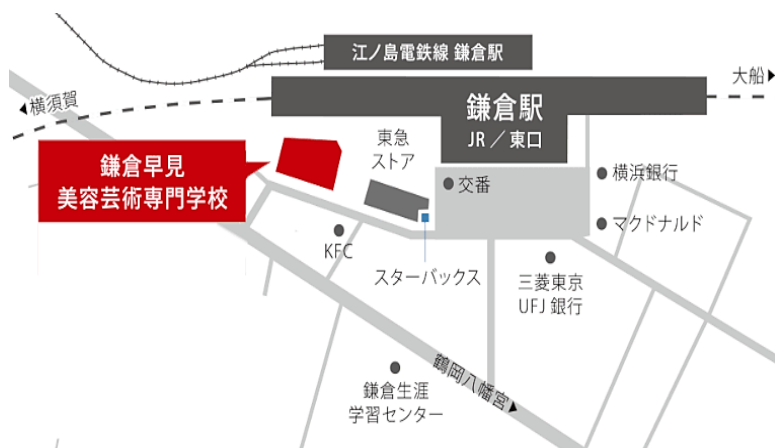 江ノ島電鉄線 鎌倉駅
大船
横須賀
鎌倉駅
JR ／ 東口
鎌倉早見
美容芸術専門学校
東急
ストア
交番
横浜銀行
マクドナルド
KFC
スターバックス
三菱東京
UFJ 銀行
鶴岡八幡宮
鎌倉生涯
学習センター